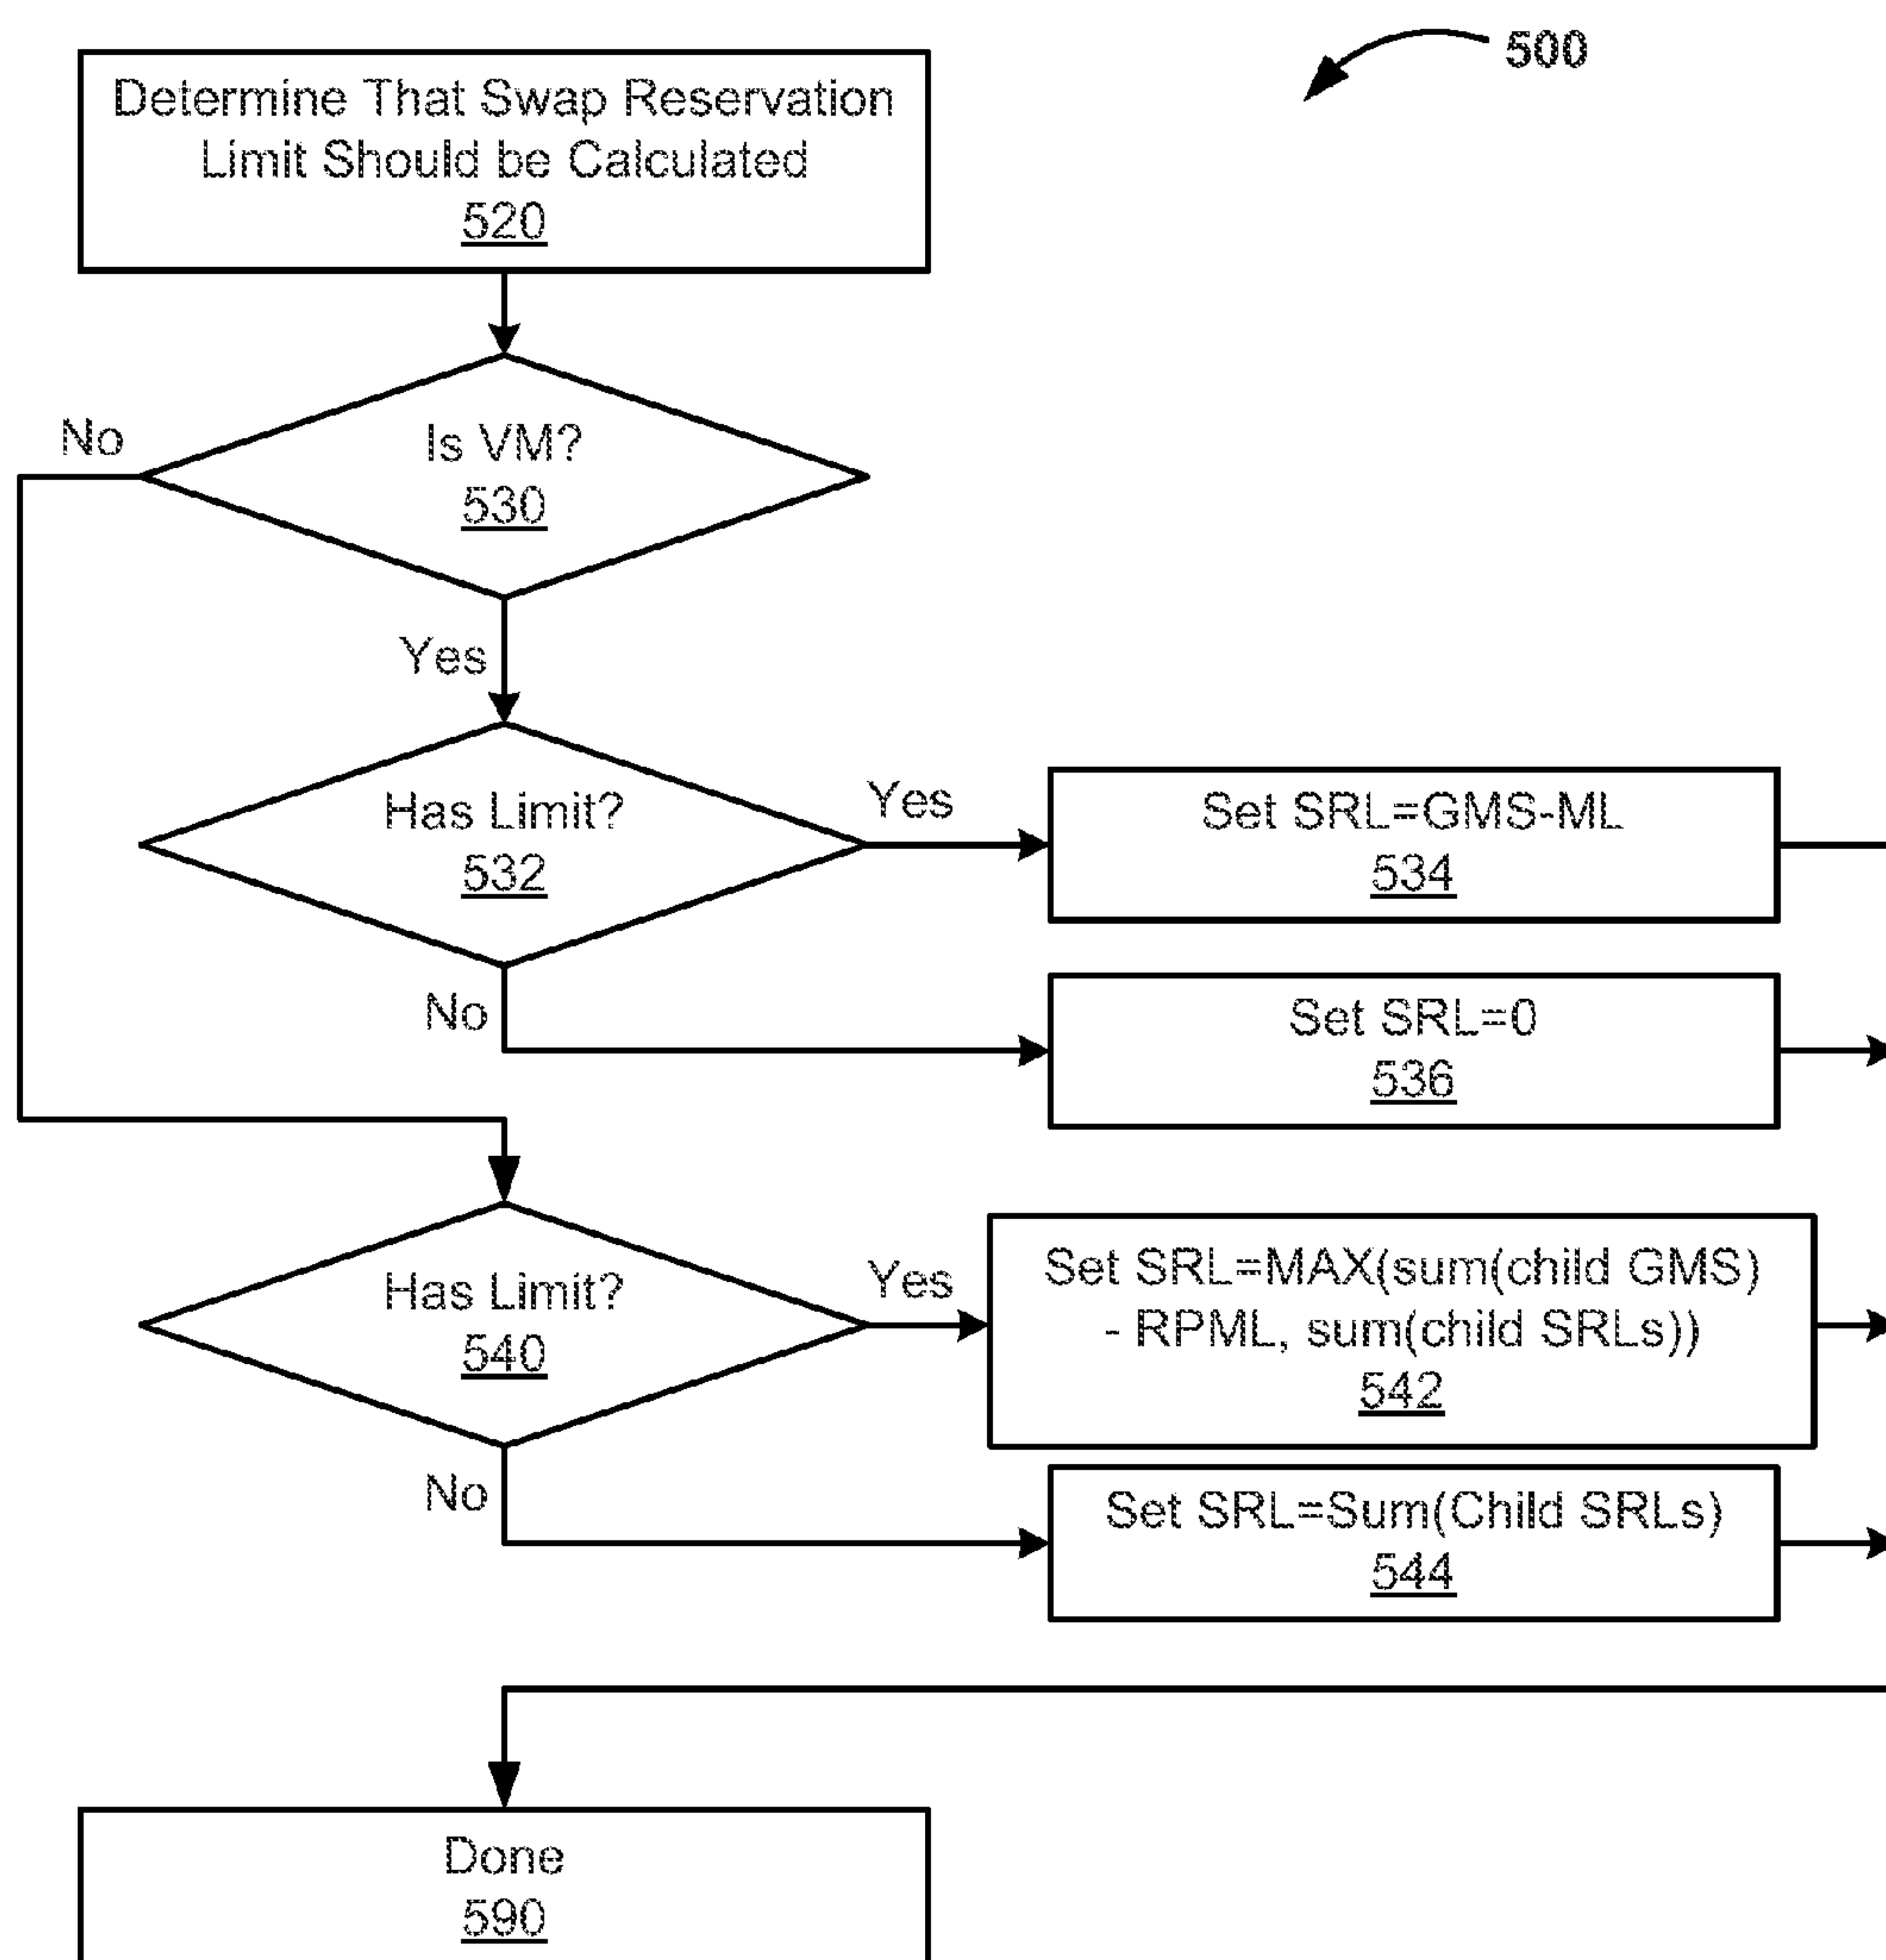 500
Determine That Swap Reservation
Limit Should be Calculated
520
Is VM?
530
No
Yes
Has Limit?
532
Yes
Set SRL=GMS-ML
534
No
Set SRL=0
536
Has Limit?
540
Yes
Set SRL=MAX(sum(child GMS)
- RPML, sum(child SRLs))
542
No
Set SRL=Sum(Child SRLs)
544
Done
590